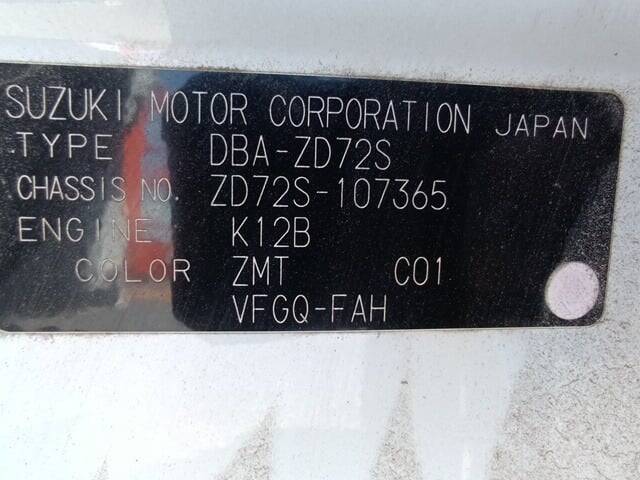 SUZUKI MOTOR CORPORATION JAPAN
TYPE DBA-ZD72S
CHASSIS NO. ZD72S-107365
ENGINE K12B
COLOR ZMT C01
VFGQ-FAH